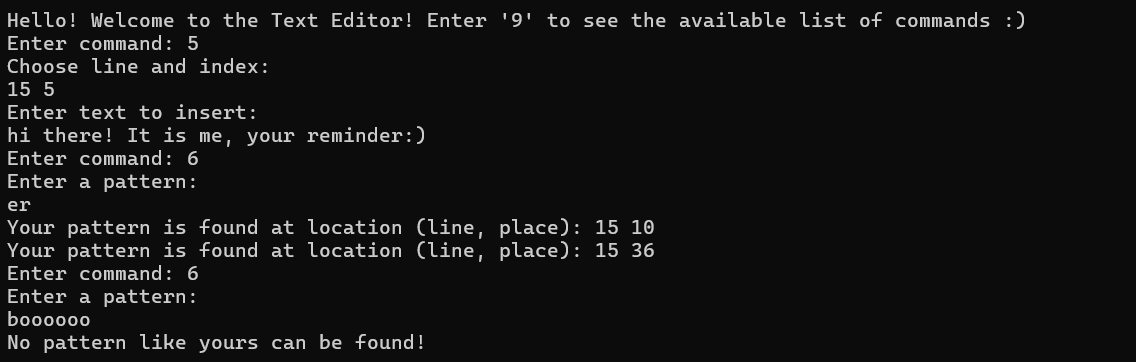 Hello! Welcome to the Text Editor! Enter '9' to see the available list of commands :)
Enter command: 5
Choose line and index:
15 5
Enter text to insert:
hi there! It is me, your reminder:)
Enter command: 6
Enter a pattern:
er
Your pattern is found at location (line, place): 15 10
Your pattern is found at location (line, place): 15 36
Enter command: 6
Enter a pattern:
boooooo
No pattern like yours can be found!